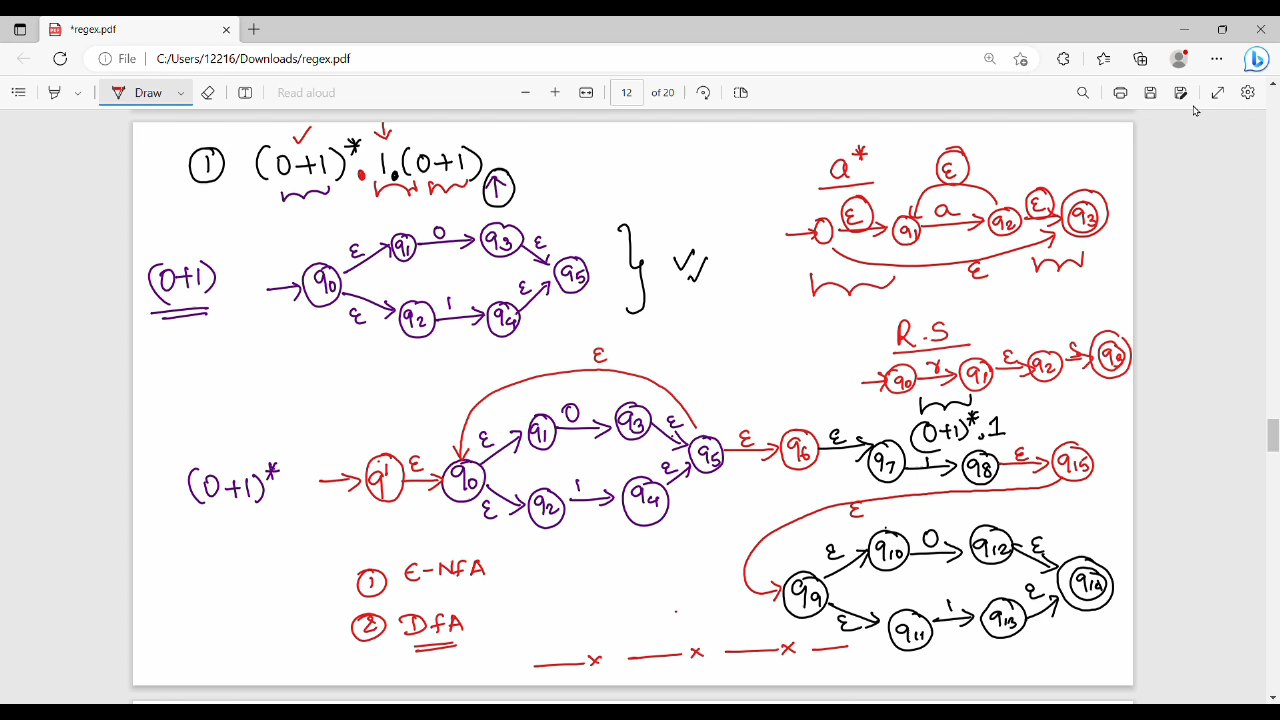 *regex.pdf
File C:/Users/12216/Downloads/regex.pdf
Draw Read aloud 12 of 20
① (0+1)* . 1.(0+1)
a*
ε
ε a ε
q1 q2 q3
ε
(0+1)
q0 ε q1 0 q3 ε q5
ε q2 1 q4 ε
R.S
q0 r q1 ε q2 s q3
(0+1)*.1
ε
(0+1)*
q' ε q0 ε q1 0 q3 ε q5 ε q6 ε q7 1 q8 ε q15
ε q2 1 q4 ε
ε
q9 ε q10 0 q12 ε q14
ε q11 1 q13 ε
① ε-NFA
② DFA